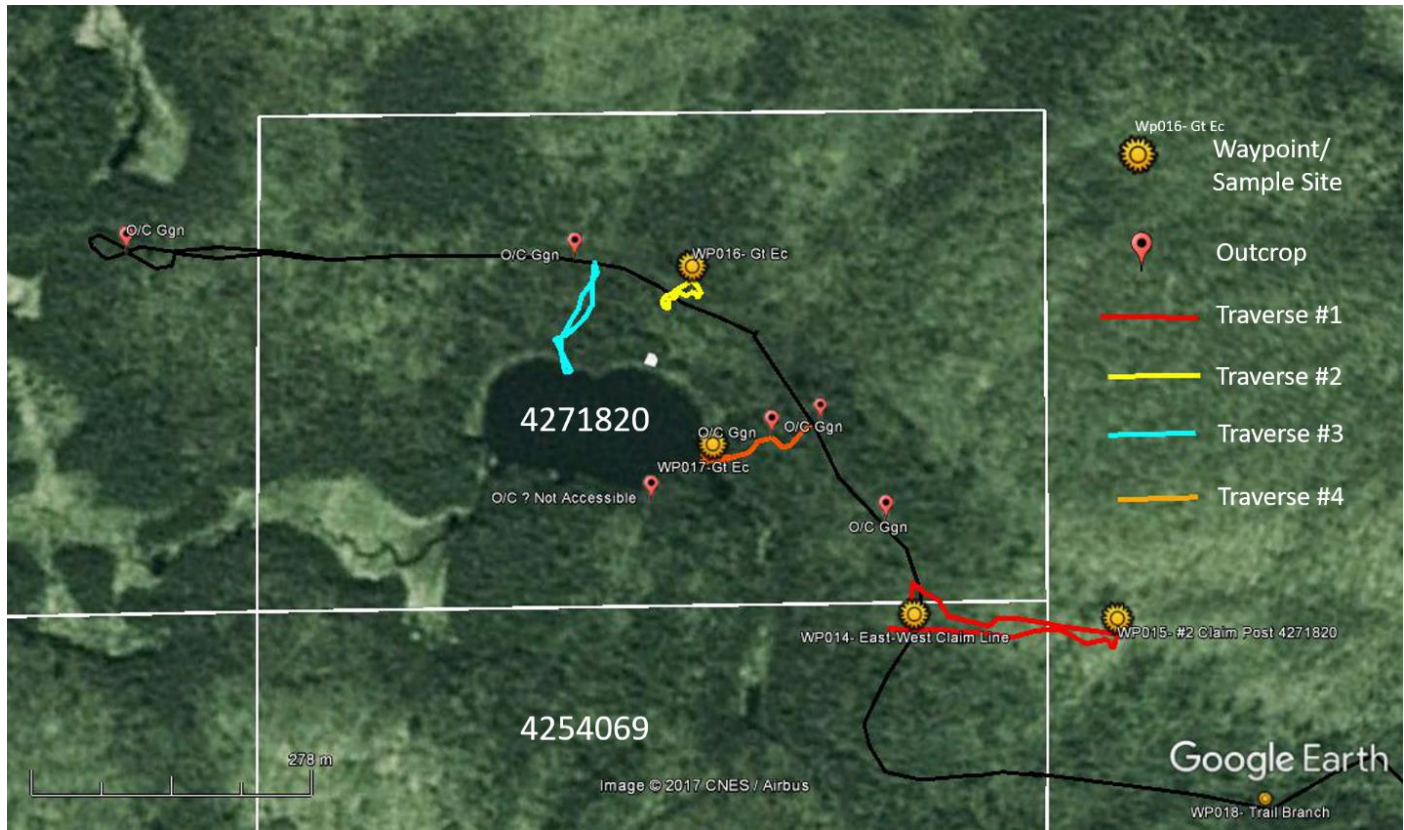 Wp016- Gt Ec
Waypoint/
Sample Site
O/C Ggn
O/C Ggn
WP016- Gt Ec
Outcrop
Traverse #1
Traverse #2
4271820
O/C Ggn
O/C Ggn
Traverse #3
WP017-Gt Ec
O/C ? Not Accessible
Traverse #4
O/C Ggn
WP014- East-West Claim Line
WP015- #2 Claim Post 4271820
4254069
278 m
Image © 2017 CNES / Airbus
Google Earth
WP018- Trail Branch